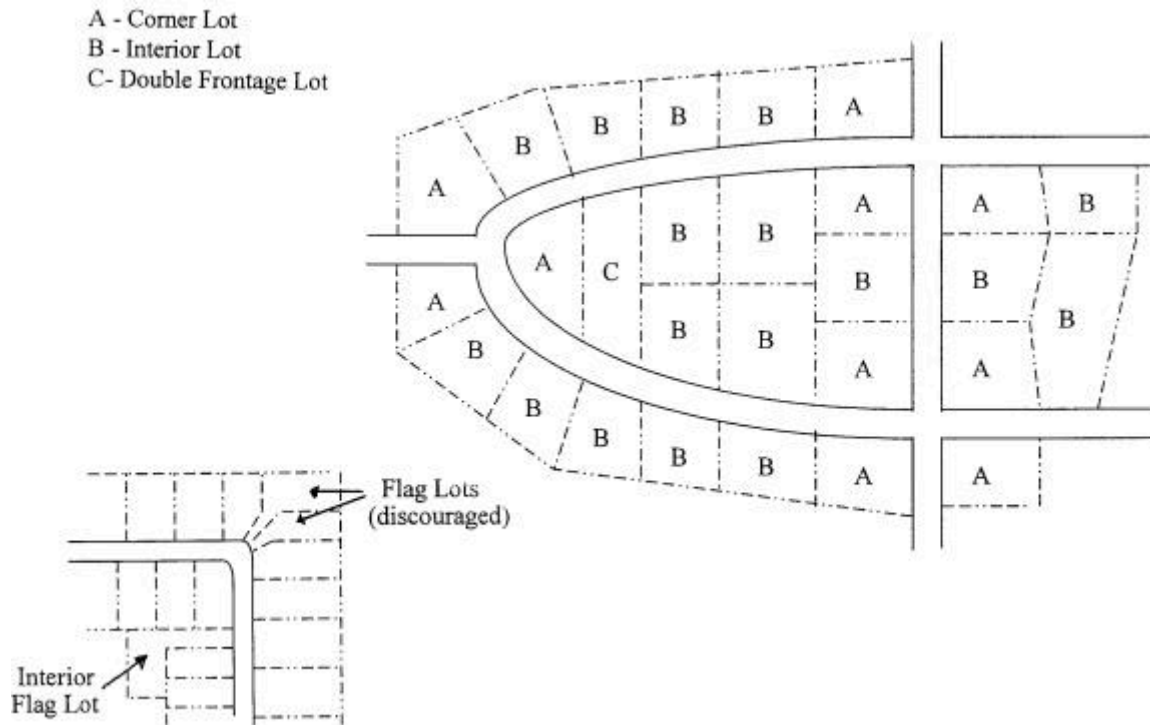 A - Corner Lot
B - Interior Lot
C- Double Frontage Lot
B B B B A
A
A A B
B B
A C B B
A B B B
B B B A A
B
B B B A A
Flag Lots
(discouraged)
Interior
Flag Lot